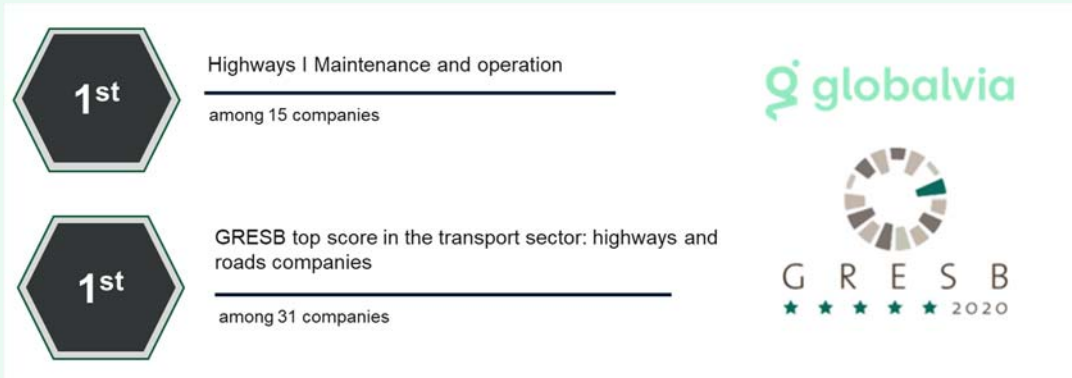 1st
Highways I Maintenance and operation
among 15 companies
globalvia
1st
GRESB top score in the transport sector: highways and
roads companies
among 31 companies
GRESB
2020